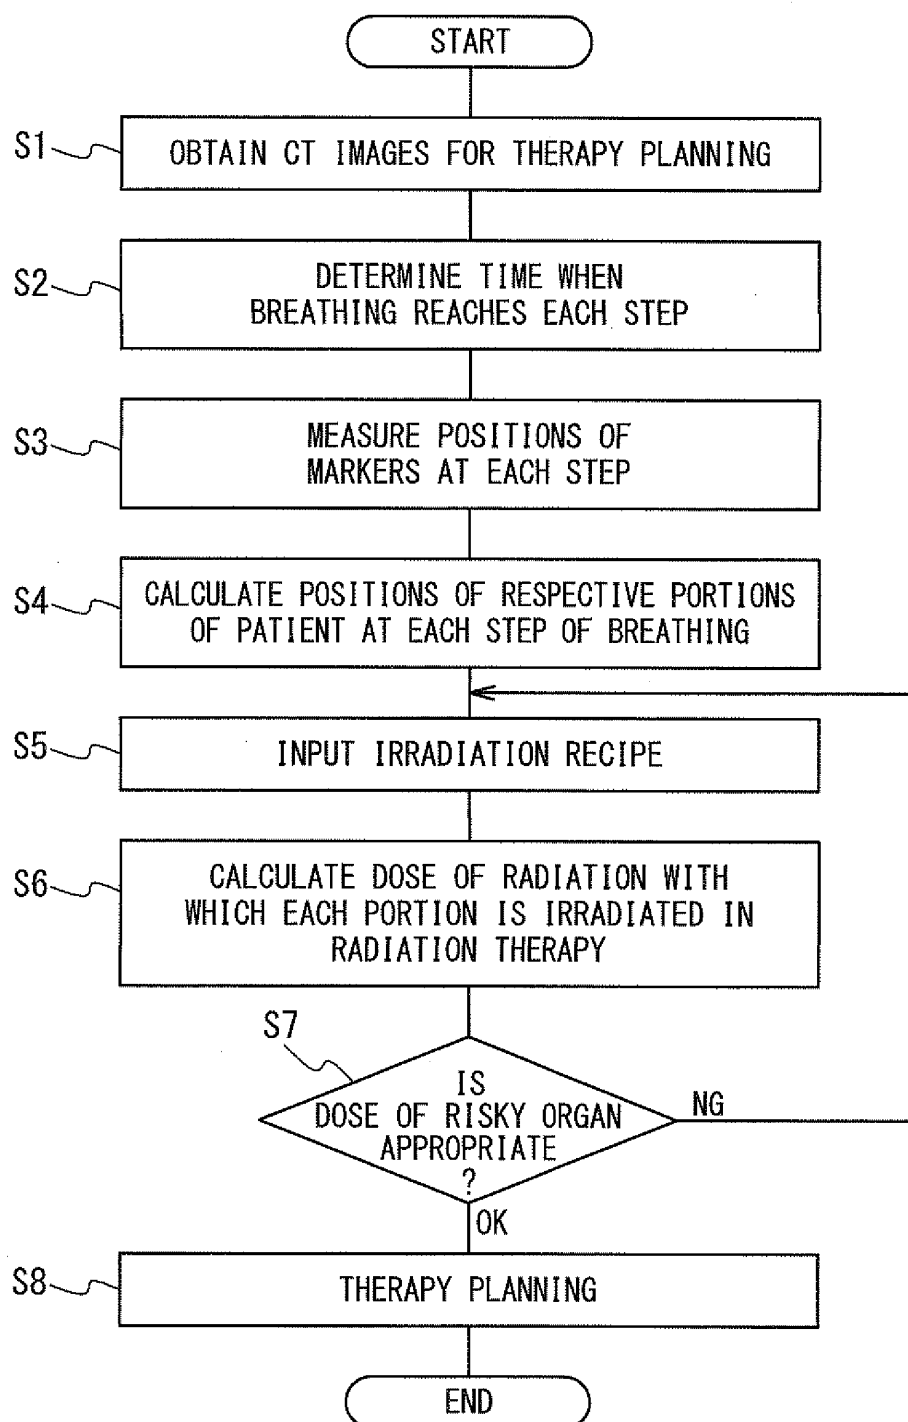 START
S1
OBTAIN CT IMAGES FOR THERAPY PLANNING
S2
DETERMINE TIME WHEN
BREATHING REACHES EACH STEP
S3
MEASURE POSITIONS OF
MARKERS AT EACH STEP
S4
CALCULATE POSITIONS OF RESPECTIVE PORTIONS
OF PATIENT AT EACH STEP OF BREATHING
S5
INPUT IRRADIATION RECIPE
S6
CALCULATE DOSE OF RADIATION WITH
WHICH EACH PORTION IS IRRADIATED IN
RADIATION THERAPY
S7
IS
DOSE OF RISKY ORGAN
APPROPRIATE
?
NG
OK
S8
THERAPY PLANNING
END